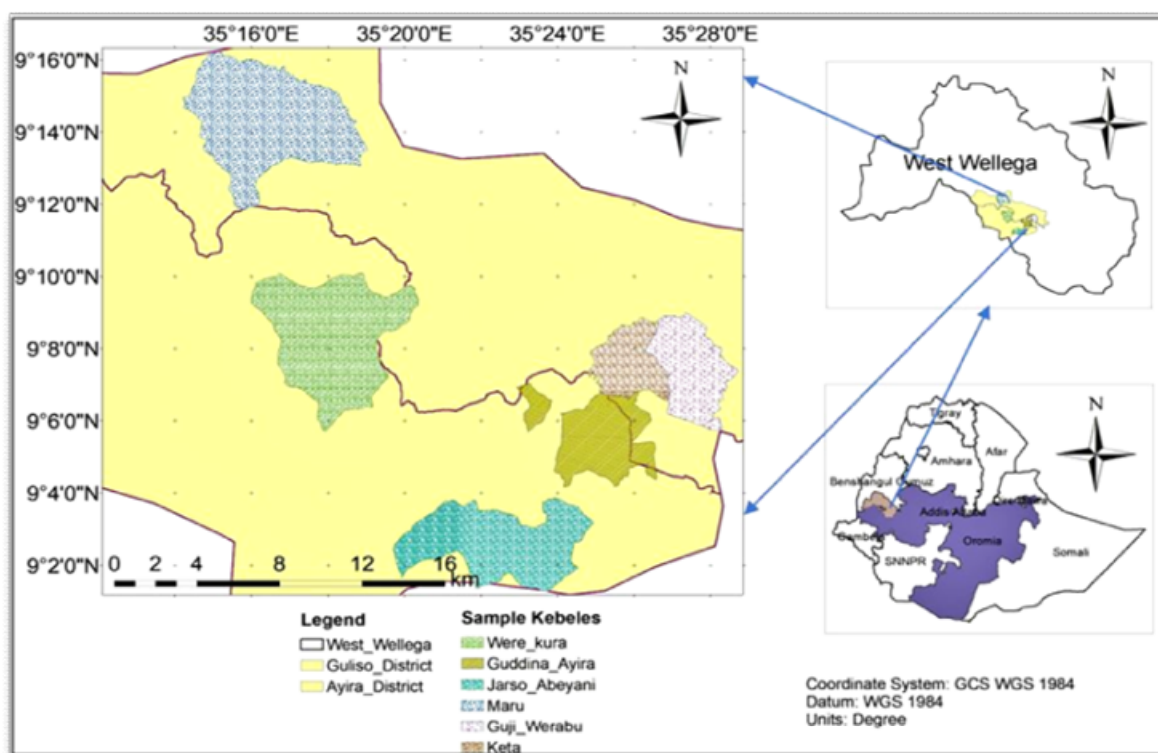 35°16'0"E 35°20'0"E 35°24'0"E 35°28'0"E
9°16'0"N
9°14'0"N
9°12'0"N
9°10'0"N
9°8'0"N
9°6'0"N
9°4'0"N
9°2'0"N
N
0 2 4 8 12 16
km
Legend
West_Wellega
Guliso_District
Ayira_District
Sample Kebeles
Were_kura
Guddina_Ayira
Jarso_Abeyani
Maru
Guji_Werabu
Keta
N
West Wellega
N
Tigray
Afar
Amhara
Benshangul Gumuz
Addis Ababa
Gambela
Oromia
SNNPR
Somali
Coordinate System: GCS WGS 1984
Datum: WGS 1984
Units: Degree